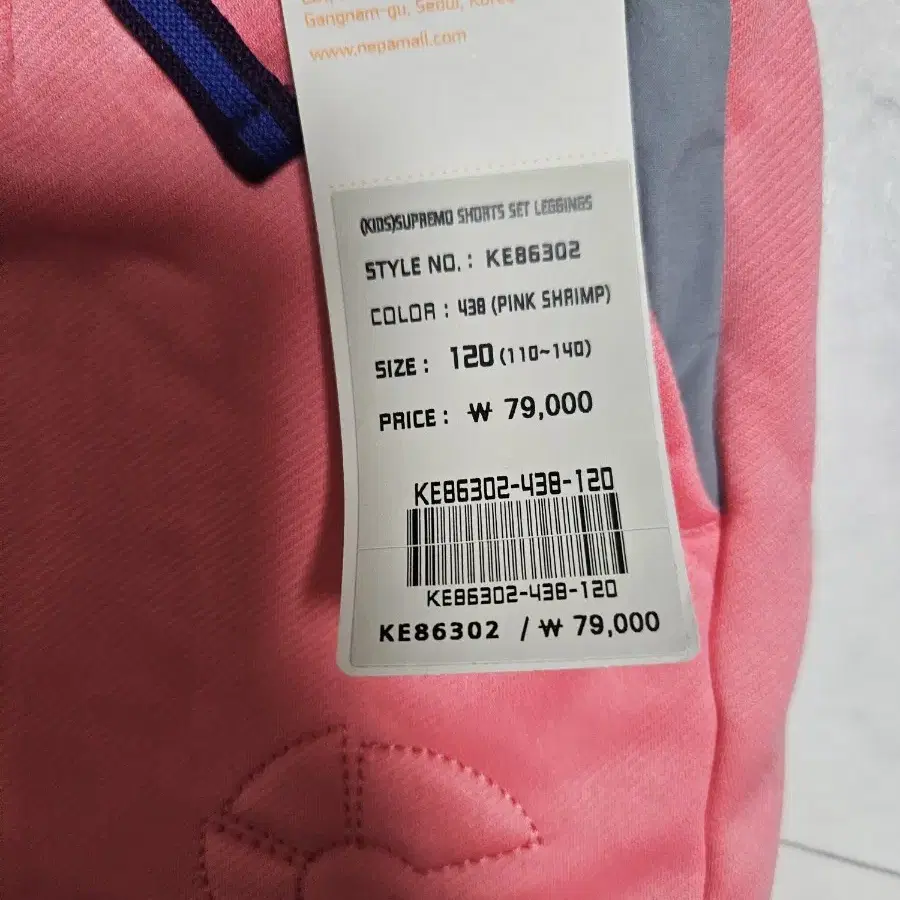 Gangnam-gu, Seoul, Korea
www.nepamall.com
(KIDS)SUPREMO SHORTS SET LEGGINGS
STYLE NO. : KE86302
COLOR : 438 (PINK SHRIMP)
SIZE : 120 (110~140)
PRICE : ₩ 79,000
KE86302-438-120
KE86302-438-120
KE86302 / ₩ 79,000